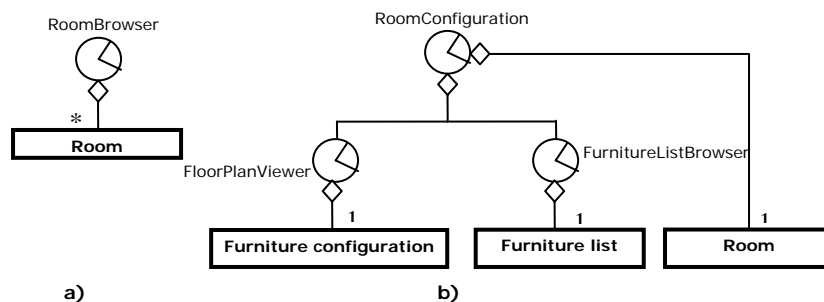 RoomBrowser
*
Room
a)
RoomConfiguration
FloorPlanViewer
FurnitureListBrowser
1
1
1
Furniture configuration
Furniture list
Room
b)